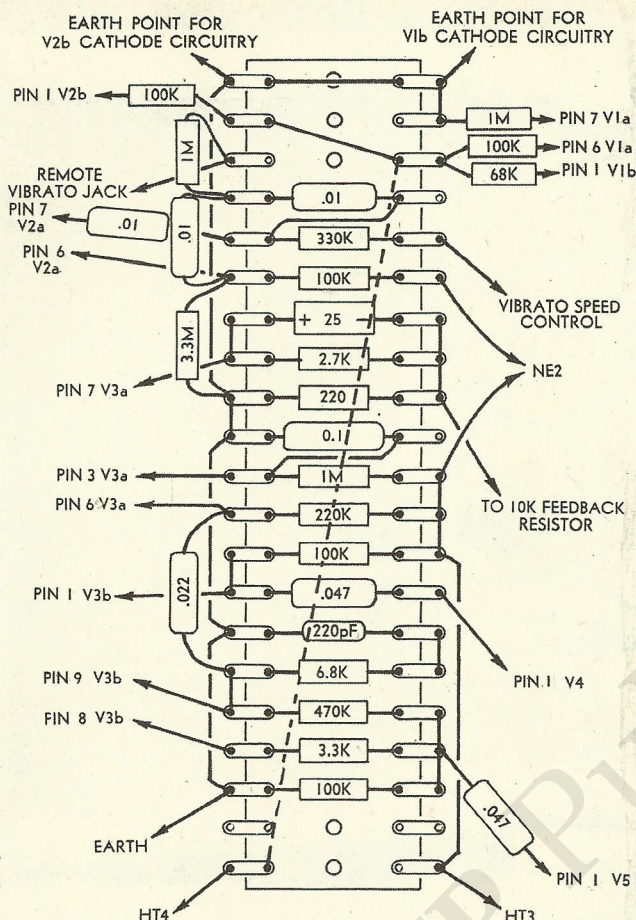 EARTH POINT FOR
V2b CATHODE CIRCUITRY
EARTH POINT FOR
V1b CATHODE CIRCUITRY
PIN 1 V2b
100K
1M
PIN 7 V1a
100K
PIN 6 V1a
68K
PIN 1 V1b
1M
REMOTE
VIBRATO JACK
PIN 7
V2a
.01
.01
.01
330K
PIN 6
V2a
100K
VIBRATO SPEED
CONTROL
+ 25 −
3.3M
2.7K
NE2
PIN 7 V3a
220
0.1
PIN 3 V3a
1M
TO 10K FEEDBACK
RESISTOR
PIN 6 V3a
220K
100K
.022
PIN 1 V3b
.047
220pF
PIN 1 V4
6.8K
PIN 9 V3b
470K
FIN 8 V3b
3.3K
100K
.047
EARTH
PIN 1 V5
HT4
HT3